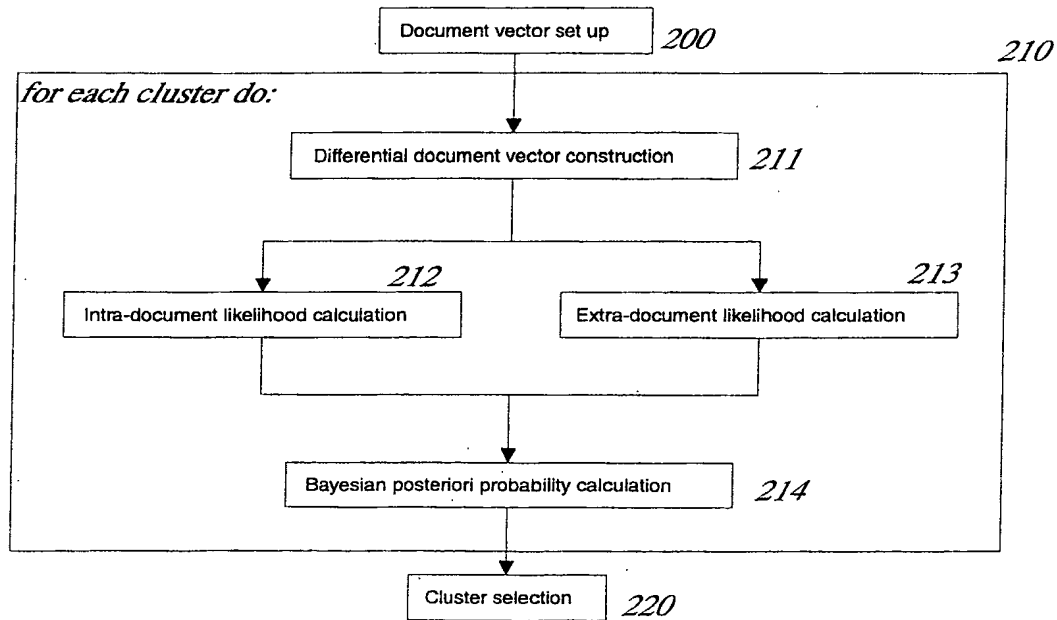 Document vector set up
200
210
for each cluster do:
Differential document vector construction
211
212
213
Intra-document likelihood calculation
Extra-document likelihood calculation
Bayesian posteriori probability calculation
214
Cluster selection
220